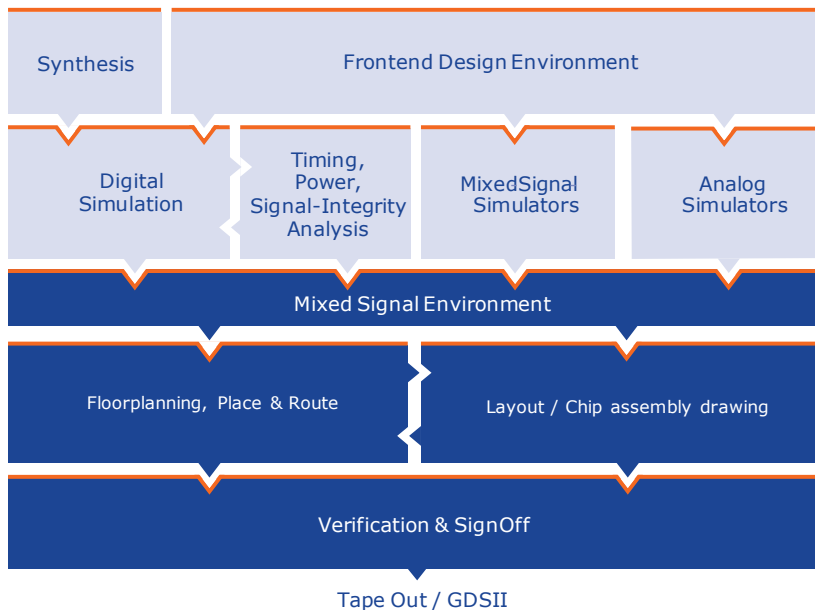 Synthesis
Frontend Design Environment
Digital
Simulation
Timing,
Power,
Signal-Integrity
Analysis
MixedSignal
Simulators
Analog
Simulators
Mixed Signal Environment
Floorplanning, Place & Route
Layout / Chip assembly drawing
Verification & SignOff
Tape Out / GDSII